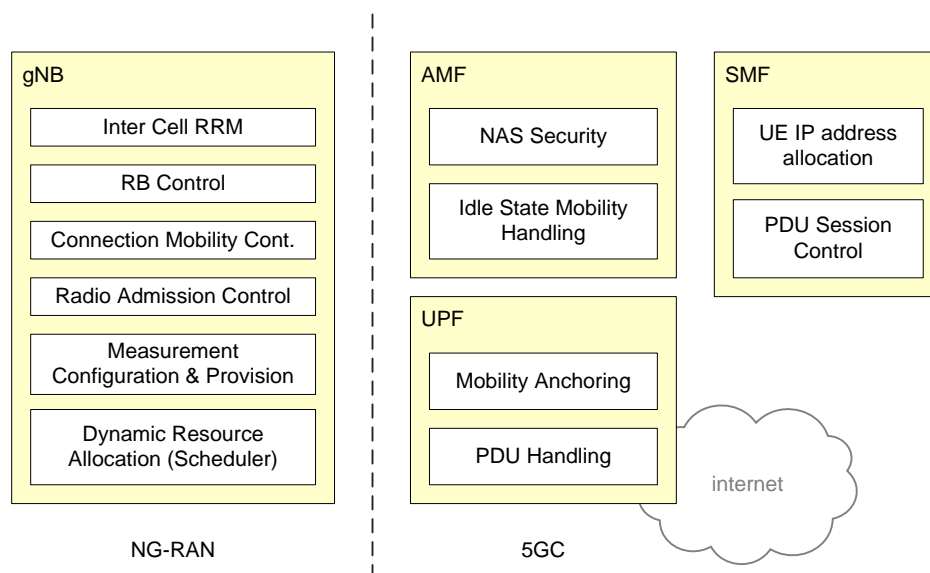 gNB
Inter Cell RRM
RB Control
Connection Mobility Cont.
Radio Admission Control
Measurement
Configuration & Provision
Dynamic Resource
Allocation (Scheduler)
NG-RAN
AMF
NAS Security
Idle State Mobility
Handling
UPF
Mobility Anchoring
PDU Handling
SMF
UE IP address
allocation
PDU Session
Control
internet
5GC